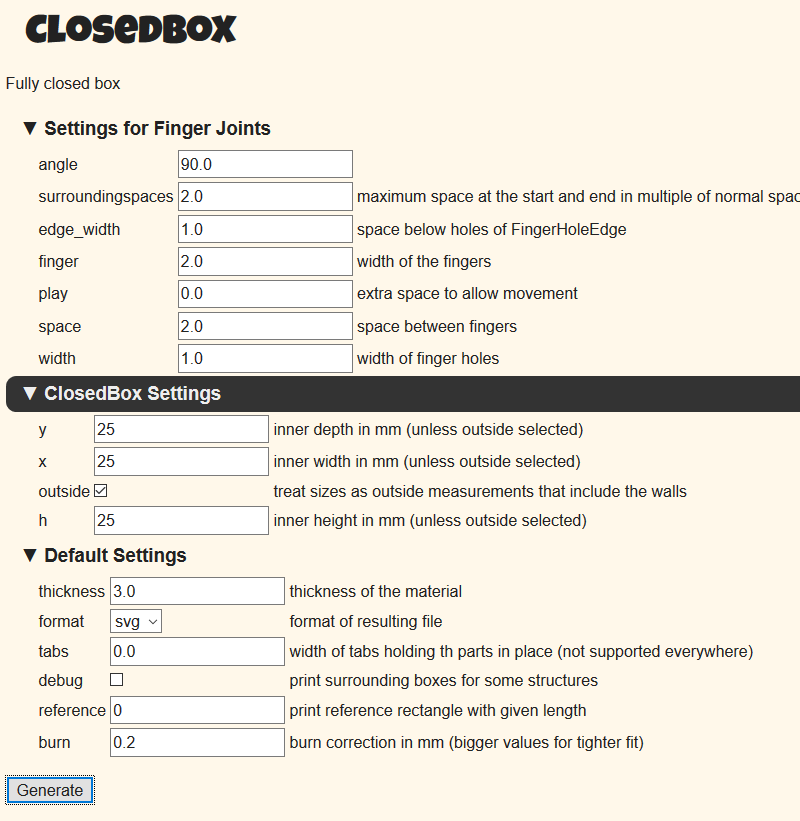 ClosedBox
Fully closed box
▼ Settings for Finger Joints
angle 90.0
surroundingspaces 2.0 maximum space at the start and end in multiple of normal spac
edge_width 1.0 space below holes of FingerHoleEdge
finger 2.0 width of the fingers
play 0.0 extra space to allow movement
space 2.0 space between fingers
width 1.0 width of finger holes
▼ ClosedBox Settings
y 25 inner depth in mm (unless outside selected)
x 25 inner width in mm (unless outside selected)
outside treat sizes as outside measurements that include the walls
h 25 inner height in mm (unless outside selected)
▼ Default Settings
thickness 3.0 thickness of the material
format svg format of resulting file
tabs 0.0 width of tabs holding th parts in place (not supported everywhere)
debug print surrounding boxes for some structures
reference 0 print reference rectangle with given length
burn 0.2 burn correction in mm (bigger values for tighter fit)
Generate